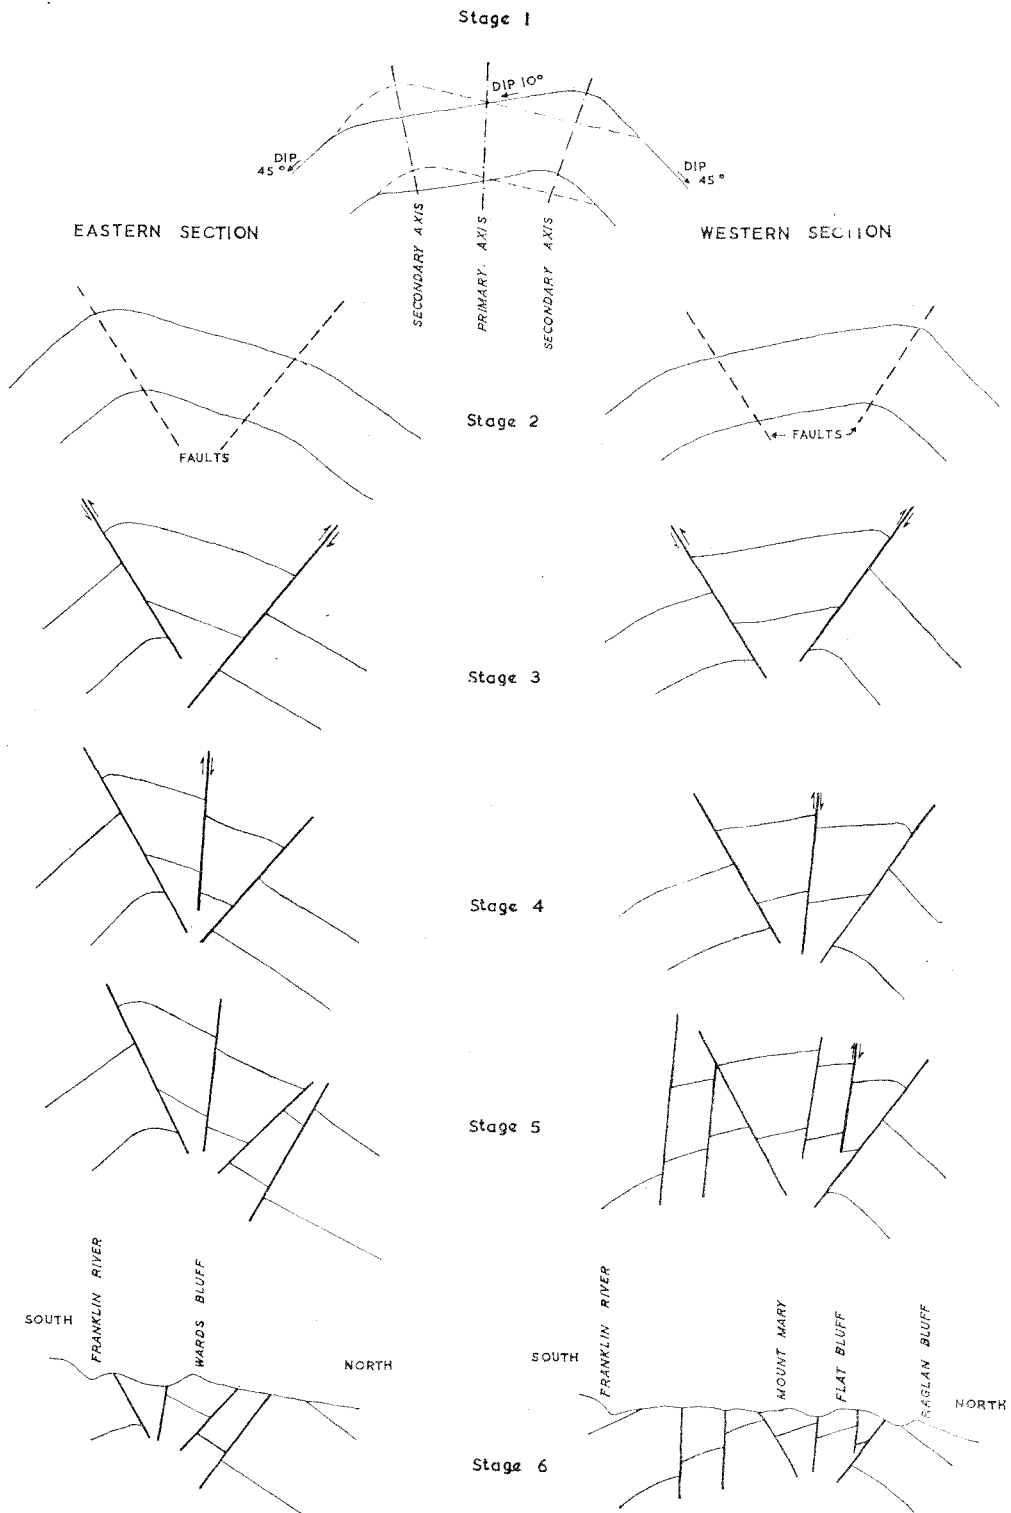 Stage 1
DIP 10°
DIP
45°
DIP
45°
EASTERN SECTION
WESTERN SECTION
SECONDARY AXIS
PRIMARY AXIS
SECONDARY AXIS
Stage 2
FAULTS
FAULTS
Stage 3
Stage 4
Stage 5
FRANKLIN RIVER
WARDS BLUFF
SOUTH
NORTH
FRANKLIN RIVER
MOUNT MARY
FLAT BLUFF
RAGLAN BLUFF
SOUTH
NORTH
Stage 6